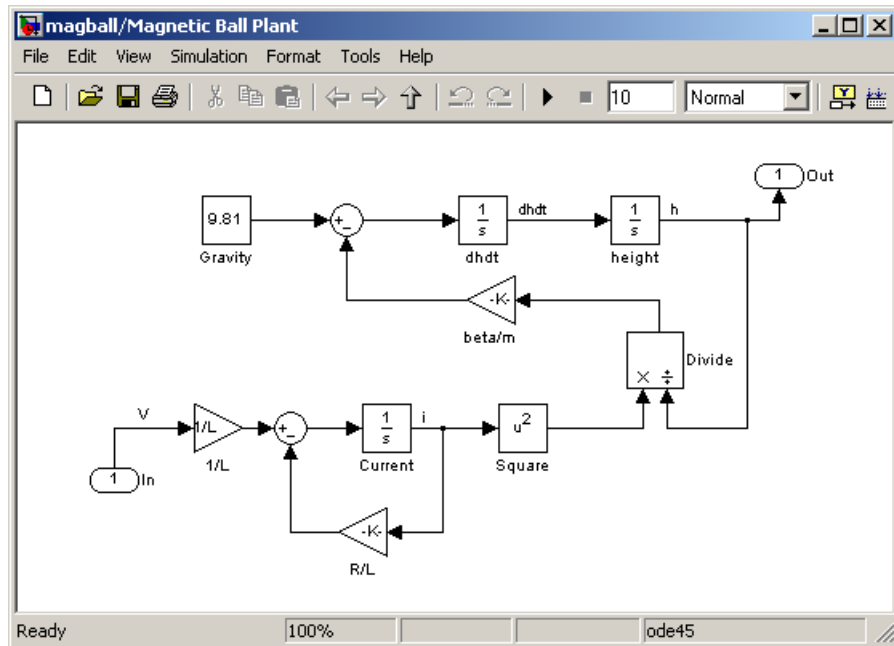 magball/Magnetic Ball Plant
File Edit View Simulation Format Tools Help
10 Normal
1 Out
9.81
+
-
1
s
dhdt
1
s
h
Gravity
dhdt
height
-K-
beta/m
× ÷
Divide
V
1/L
+
-
1
s
i
u2
1 In
1/L
Current
Square
-K-
R/L
Ready 100% ode45